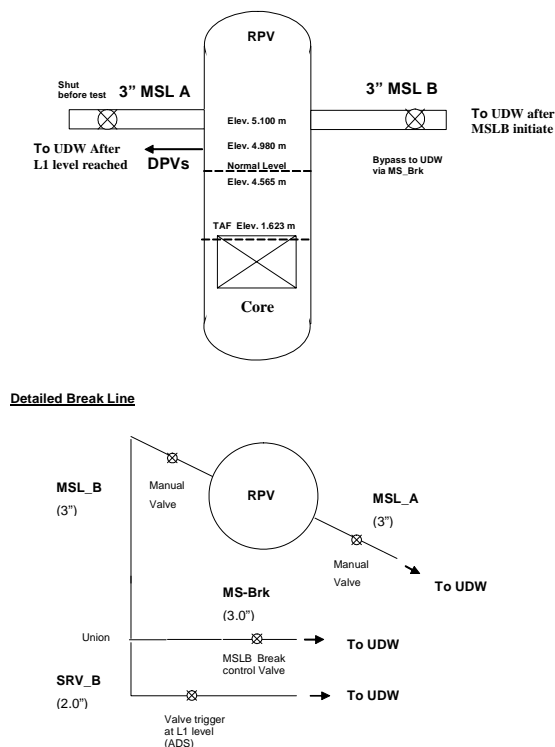 RPV
Shut
before test
3” MSL A
3” MSL B
Elev. 5.100 m
To UDW after
MSLB initiate
To UDW After
L1 level reached
DPVs
Elev. 4.980 m
Normal Level
Elev. 4.565 m
Bypass to UDW
via MS_Brk
TAF Elev. 1.623 m
Core
Detailed Break Line
MSL_B
(3”)
Manual
Valve
RPV
MSL_A
(3”)
Manual
Valve
To UDW
MS-Brk
(3.0”)
Union
To UDW
MSLB Break
control Valve
SRV_B
(2.0”)
To UDW
Valve trigger
at L1 level
(ADS)